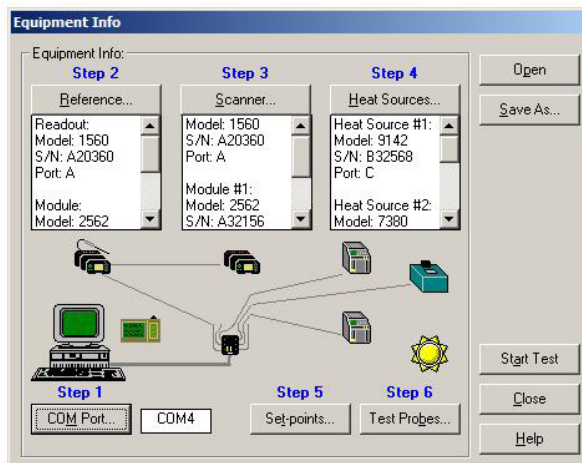 Equipment Info
Equipment Info:
Step 2
Step 3
Step 4
Reference...
Scanner...
Heat Sources...
Readout:
Model: 1560
S/N: A20360
Port: A
Module:
Model: 2562
Model: 1560
S/N: A20360
Port: A
Module #1:
Model: 2562
S/N: A32156
Heat Source #1:
Model: 9142
S/N: B32568
Port: C
Heat Source #2:
Model: 7380
Step 1
Step 5
Step 6
COM Port...
COM4
Set-points...
Test Probes...
Open
Save As...
Start Test
Close
Help